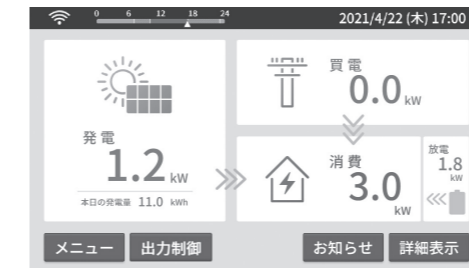 0 6 12 18 24
2021/4/22 (木) 17:00
発電
1.2 kW
本日の発電量 11.0 kWh
買電
0.0 kW
消費
3.0 kW
放電
1.8
kW
メニュー
出力制御
お知らせ
詳細表示